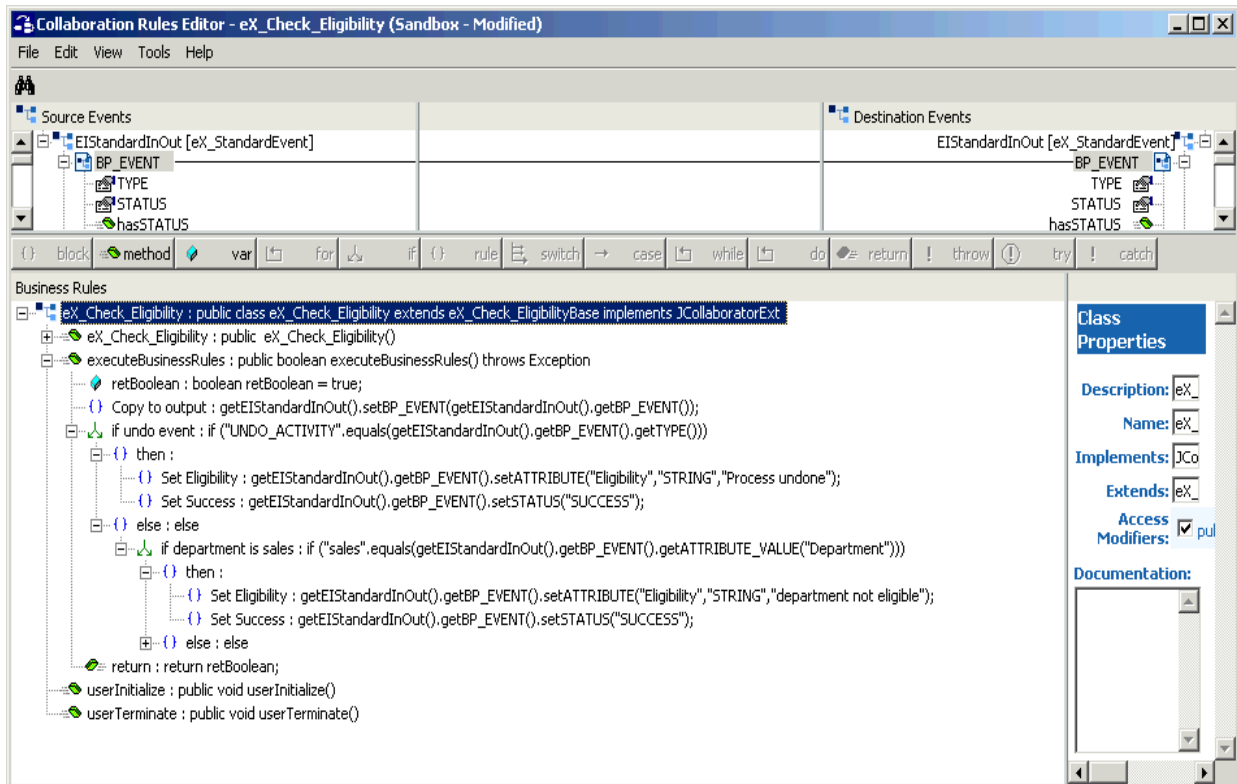 Collaboration Rules Editor - eX_Check_Eligibility (Sandbox - Modified)
File Edit View Tools Help
Source Events
Destination Events
EIStandardInOut [eX_StandardEvent]
EIStandardInOut [eX_StandardEvent]
BP_EVENT
BP_EVENT
TYPE
TYPE
STATUS
STATUS
hasSTATUS
hasSTATUS
{} block method var for if {} rule switch case while do return ! throw try ! catch
Business Rules
eX_Check_Eligibility : public class eX_Check_Eligibility extends eX_Check_EligibilityBase implements JCollaboratorExt
eX_Check_Eligibility : public eX_Check_Eligibility()
executeBusinessRules : public boolean executeBusinessRules() throws Exception
retBoolean : boolean retBoolean = true;
{} Copy to output : getEIStandardInOut().setBP_EVENT(getEIStandardInOut().getBP_EVENT());
if undo event : if ("UNDO_ACTIVITY".equals(getEIStandardInOut().getBP_EVENT().getTYPE()))
{} then :
{} Set Eligibility : getEIStandardInOut().getBP_EVENT().setATTRIBUTE("Eligibility","STRING","Process undone");
{} Set Success : getEIStandardInOut().getBP_EVENT().setSTATUS("SUCCESS");
{} else : else
if department is sales : if ("sales".equals(getEIStandardInOut().getBP_EVENT().getATTRIBUTE_VALUE("Department")))
{} then :
{} Set Eligibility : getEIStandardInOut().getBP_EVENT().setATTRIBUTE("Eligibility","STRING","department not eligible");
{} Set Success : getEIStandardInOut().getBP_EVENT().setSTATUS("SUCCESS");
{} else : else
return : return retBoolean;
userInitialize : public void userInitialize()
userTerminate : public void userTerminate()
Class
Properties
Description: eX_
Name: eX_
Implements: JCo
Extends: eX_
Access
Modifiers: pul
Documentation: